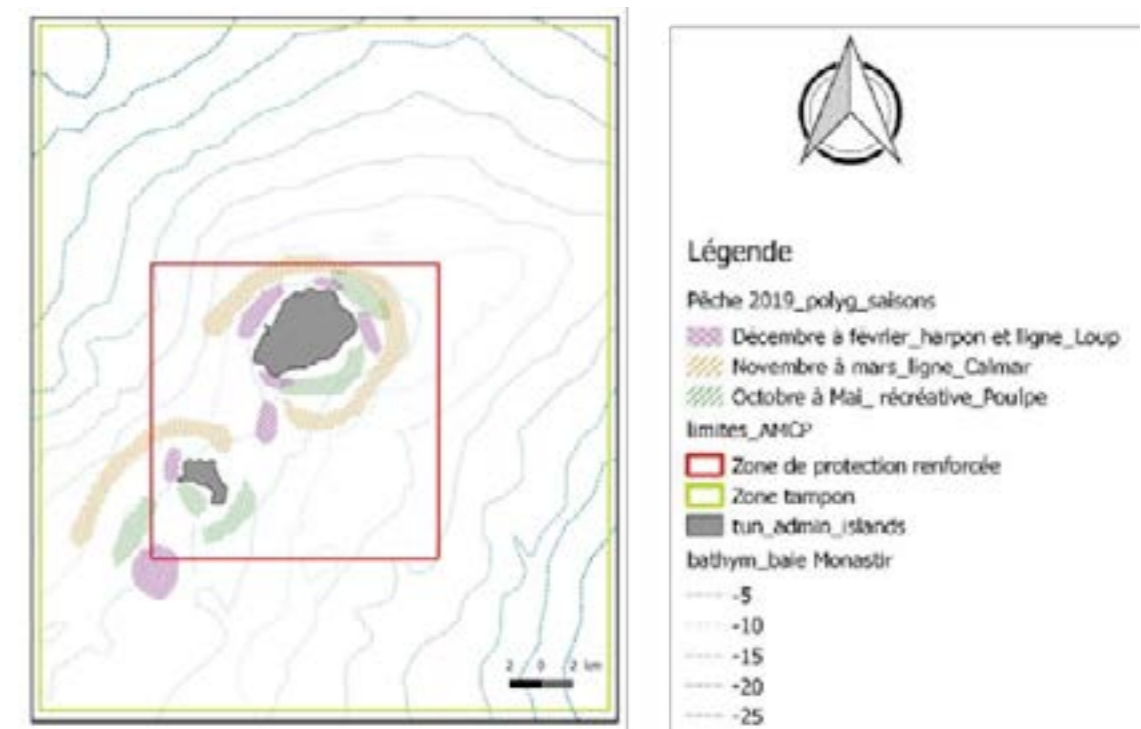 2 0 2 km
Légende
Pêche 2019_polyg_saisons
Décembre à février_harpon et ligne_Loup
Novembre à mars_ligne_Calmar
Octobre à Mai_ récréative_Poulpe
limites_AMCP
Zone de protection renforcée
Zone tampon
tun_admin_islands
bathym_baie Monastir
-5
-10
-15
-20
-25